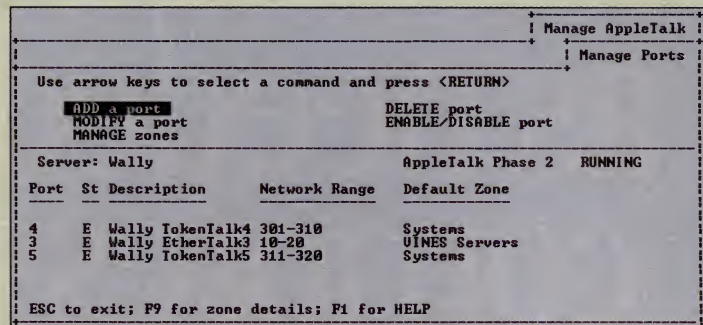 Manage AppleTalk
Manage Ports
Use arrow keys to select a command and press <RETURN>
ADD a port DELETE port
MODIFY a port ENABLE/DISABLE port
MANAGE zones
Server: Wally AppleTalk Phase 2 RUNNING
Port St Description Network Range Default Zone
4 E Wally TokenTalk4 301-310 Systems
3 E Wally EtherTalk3 10-20 VINES Servers
5 E Wally TokenTalk5 311-320 Systems
ESC to exit; F9 for zone details; F1 for HELP